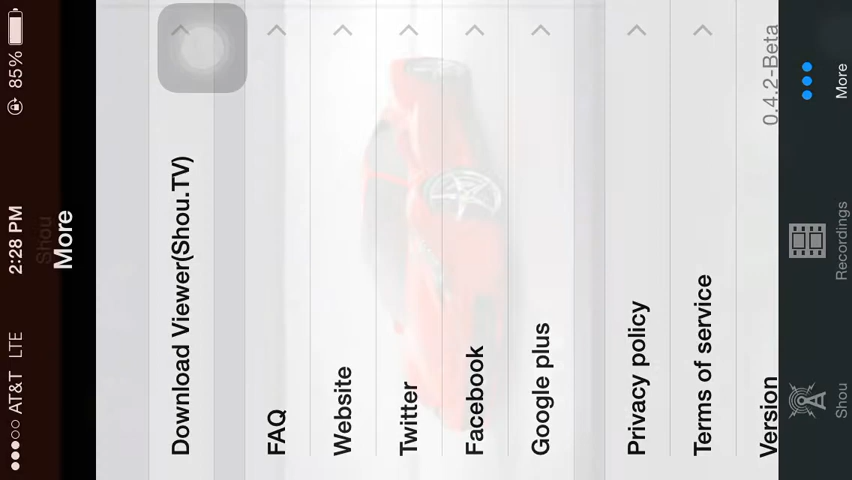 AT&T LTE 2:28 PM 85%
Shou
More
Download Viewer(Shou.TV)
FAQ
Website
Twitter
Facebook
Google plus
Privacy policy
Terms of service
Version 0.4.2-Beta
Shou Recordings More